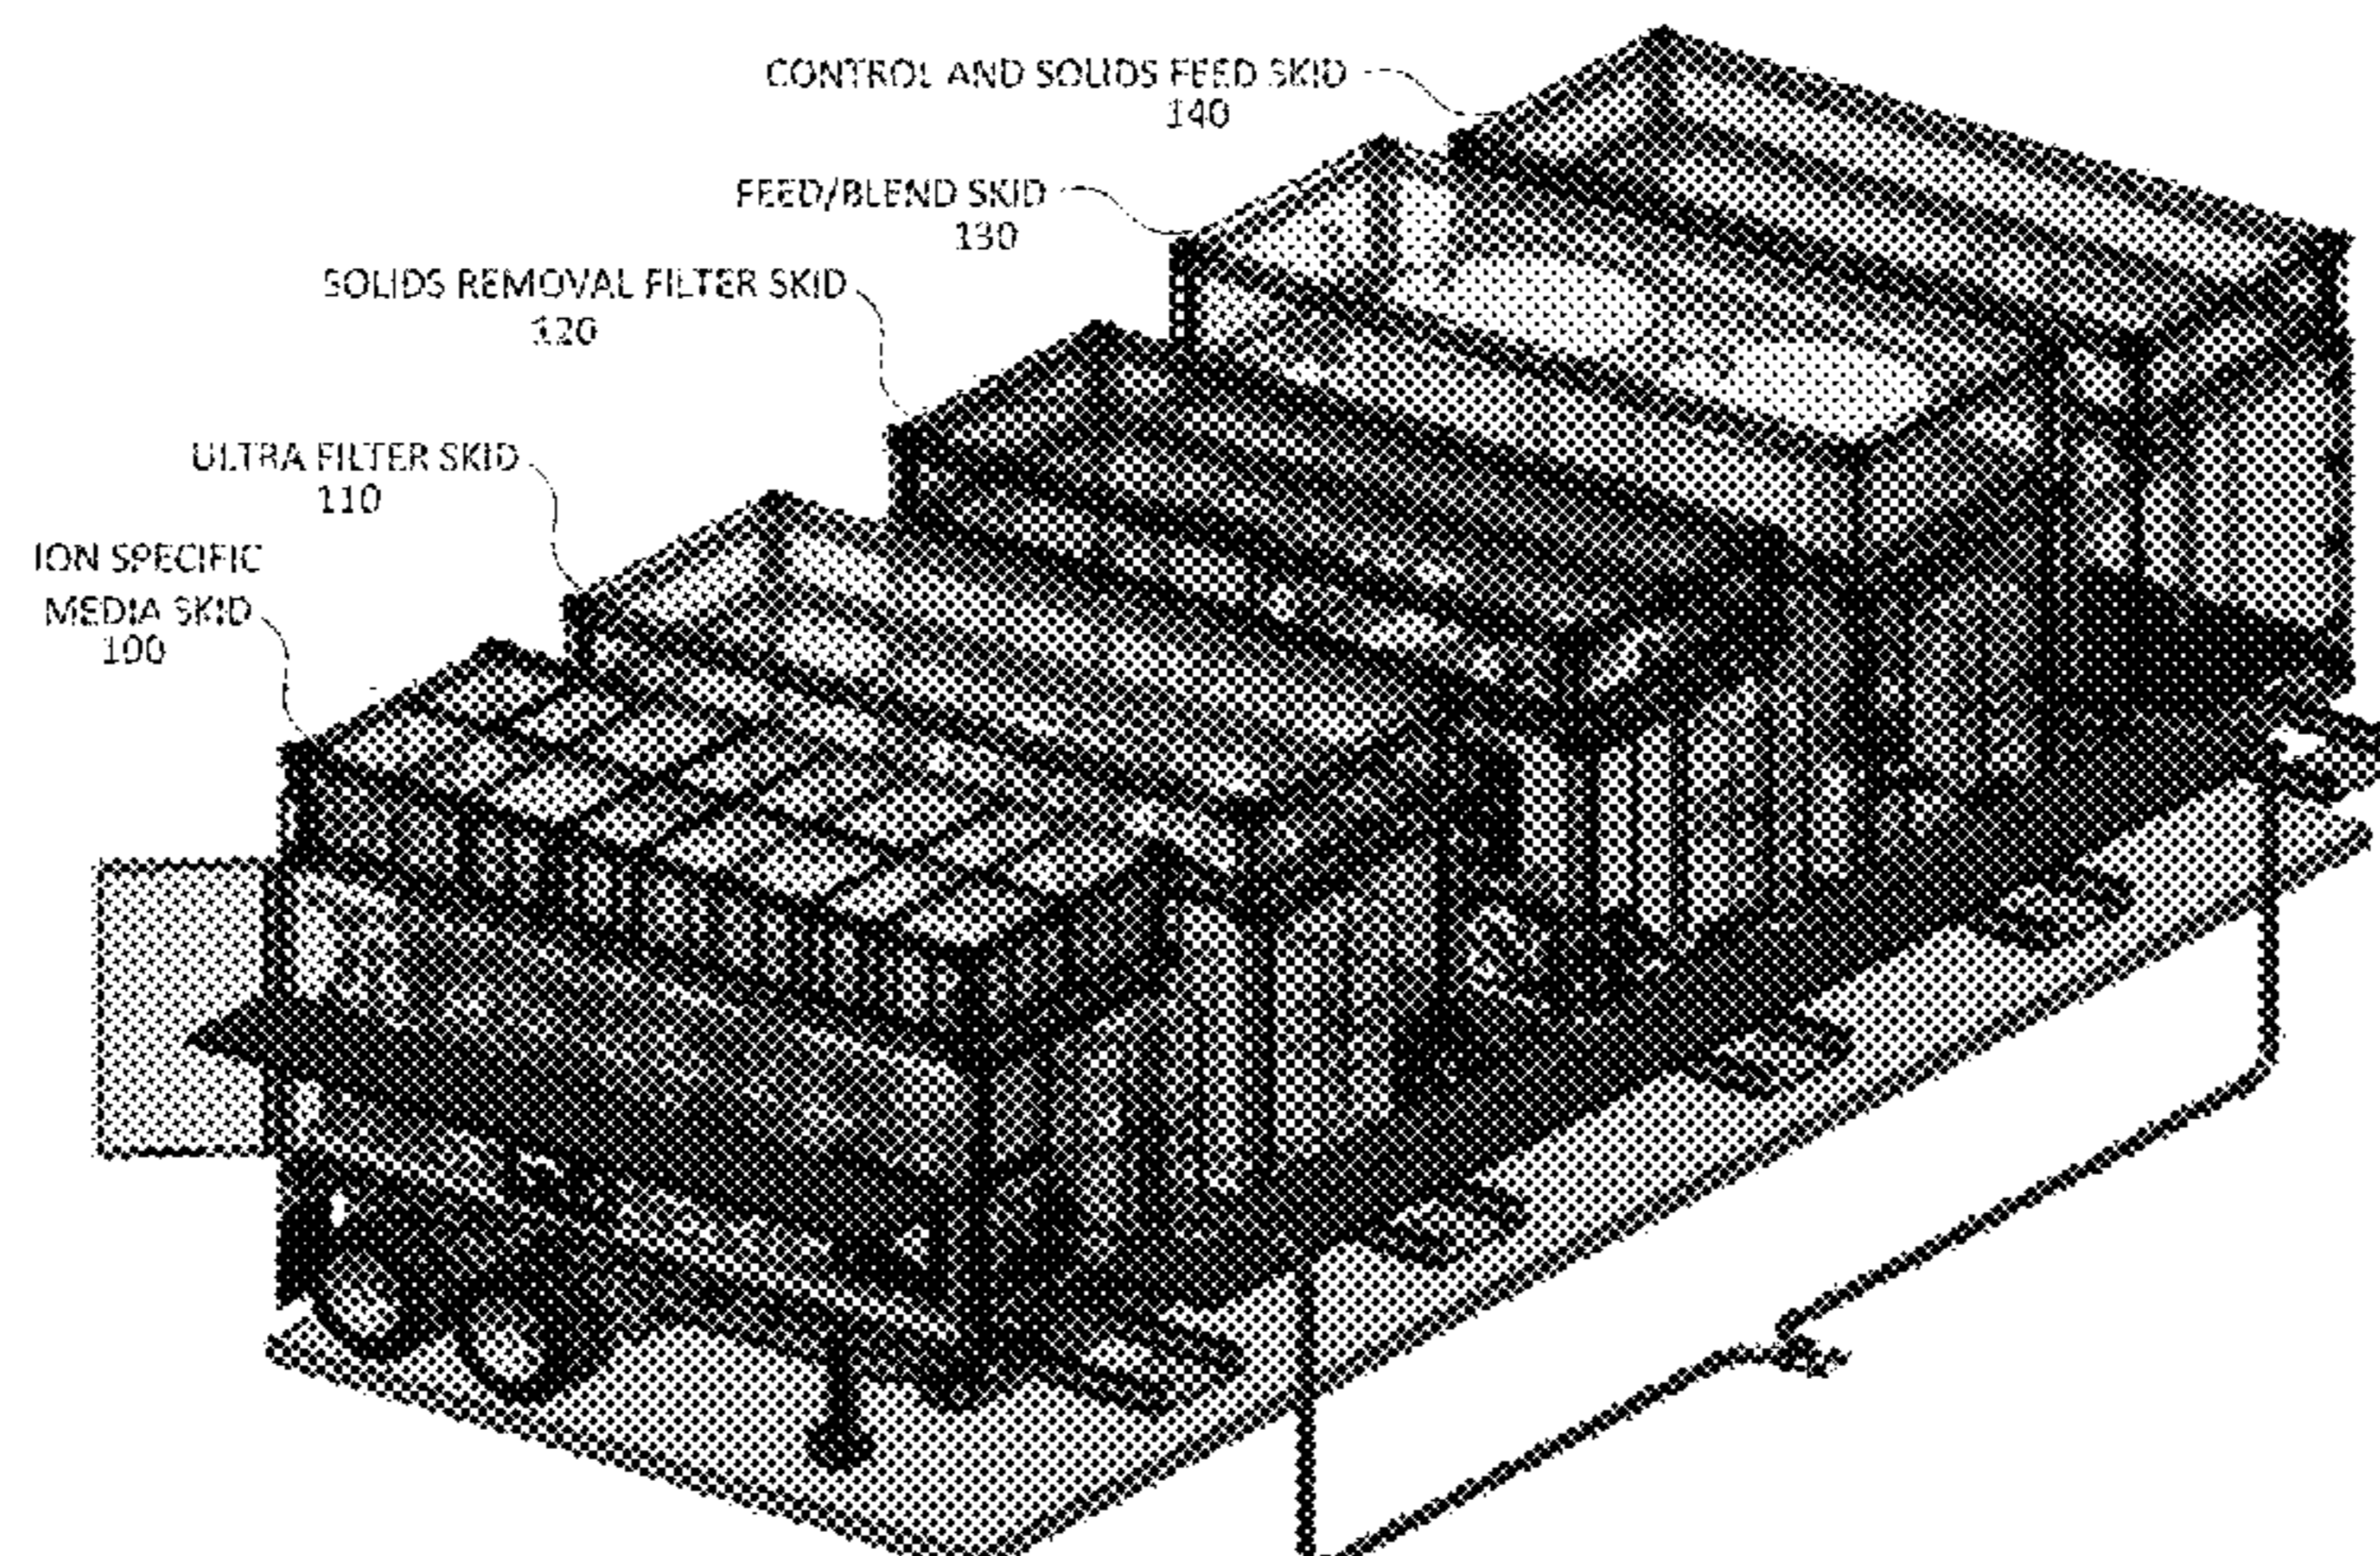 CONTROL AND SOLIDS FEED SKID
140
FEED/BLEND SKID
130
SOLIDS REMOVAL FILTER SKID
120
ULTRA FILTER SKID
110
ION SPECIFIC
MEDIA SKID
100